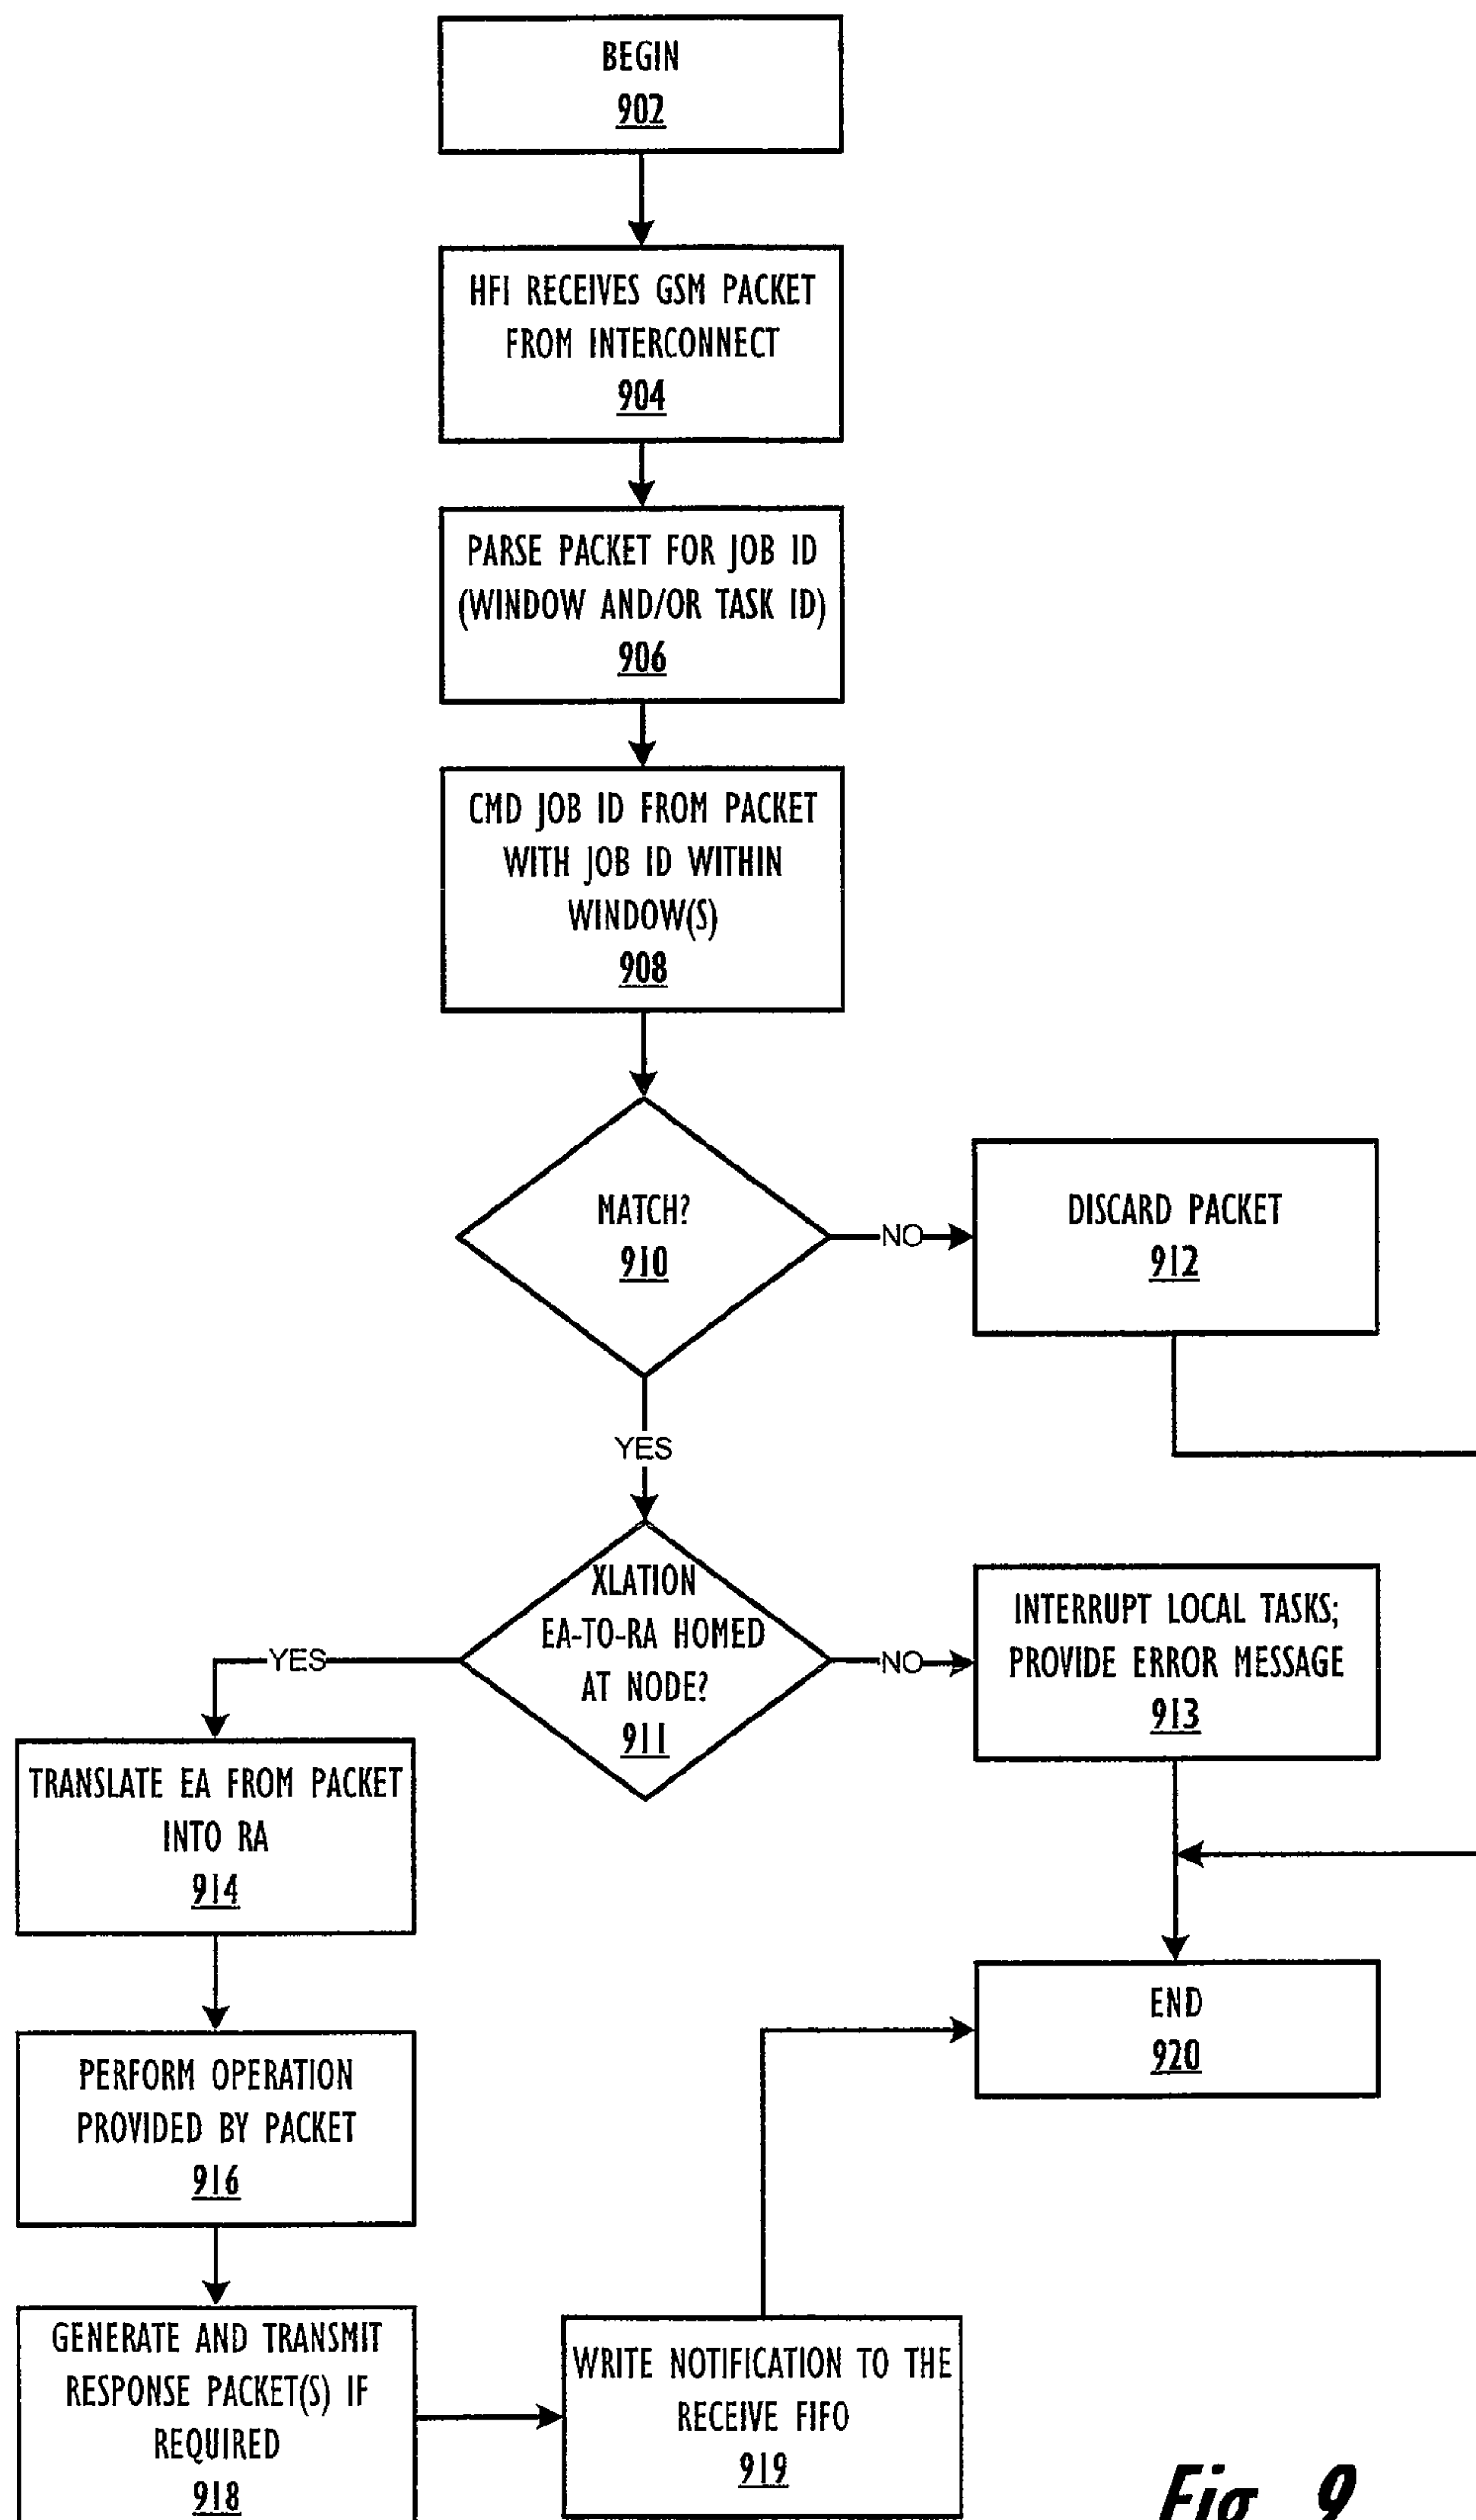 BEGIN
902
HFI RECEIVES GSM PACKET
FROM INTERCONNECT
904
PARSE PACKET FOR JOB ID
(WINDOW AND/OR TASK ID)
906
CMD JOB ID FROM PACKET
WITH JOB ID WITHIN
WINDOW(S)
908
MATCH?
910
NO
DISCARD PACKET
912
YES
XLATION
EA-TO-RA HOMED
AT NODE?
911
NO
INTERRUPT LOCAL TASKS;
PROVIDE ERROR MESSAGE
913
YES
TRANSLATE EA FROM PACKET
INTO RA
914
END
920
PERFORM OPERATION
PROVIDED BY PACKET
916
GENERATE AND TRANSMIT
RESPONSE PACKET(S) IF
REQUIRED
918
WRITE NOTIFICATION TO THE
RECEIVE FIFO
919
Fig. 9